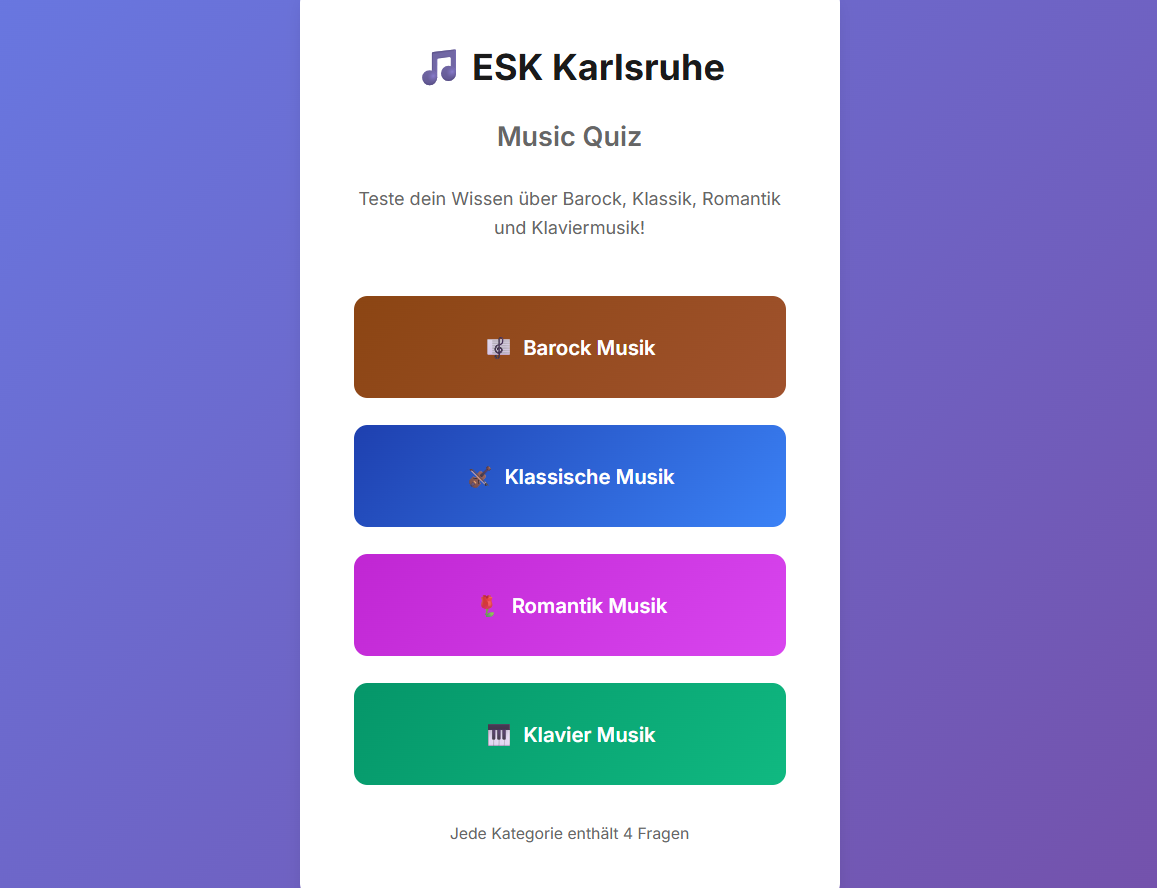 ESK Karlsruhe
Music Quiz
Teste dein Wissen über Barock, Klassik, Romantik
und Klaviermusik!
Barock Musik
Klassische Musik
Romantik Musik
Klavier Musik
Jede Kategorie enthält 4 Fragen